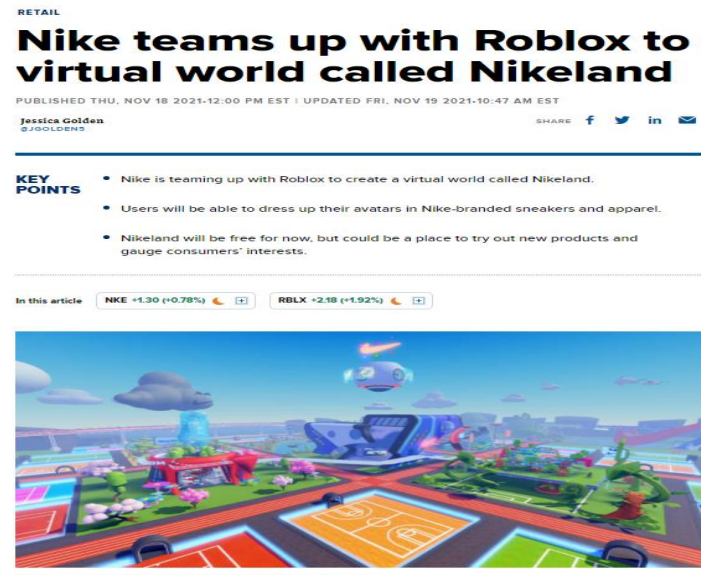 RETAIL
Nike teams up with Roblox to
virtual world called Nikeland
PUBLISHED THU, NOV 18 2021•12:00 PM EST | UPDATED FRI, NOV 19 2021•10:47 AM EST
Jessica Golden
@JGOLDEN5
SHARE
KEY
POINTS
• Nike is teaming up with Roblox to create a virtual world called Nikeland.
• Users will be able to dress up their avatars in Nike-branded sneakers and apparel.
• Nikeland will be free for now, but could be a place to try out new products and
gauge consumers' interests.
In this article NKE +1.30 (+0.78%) RBLX +2.18 (+1.92%)